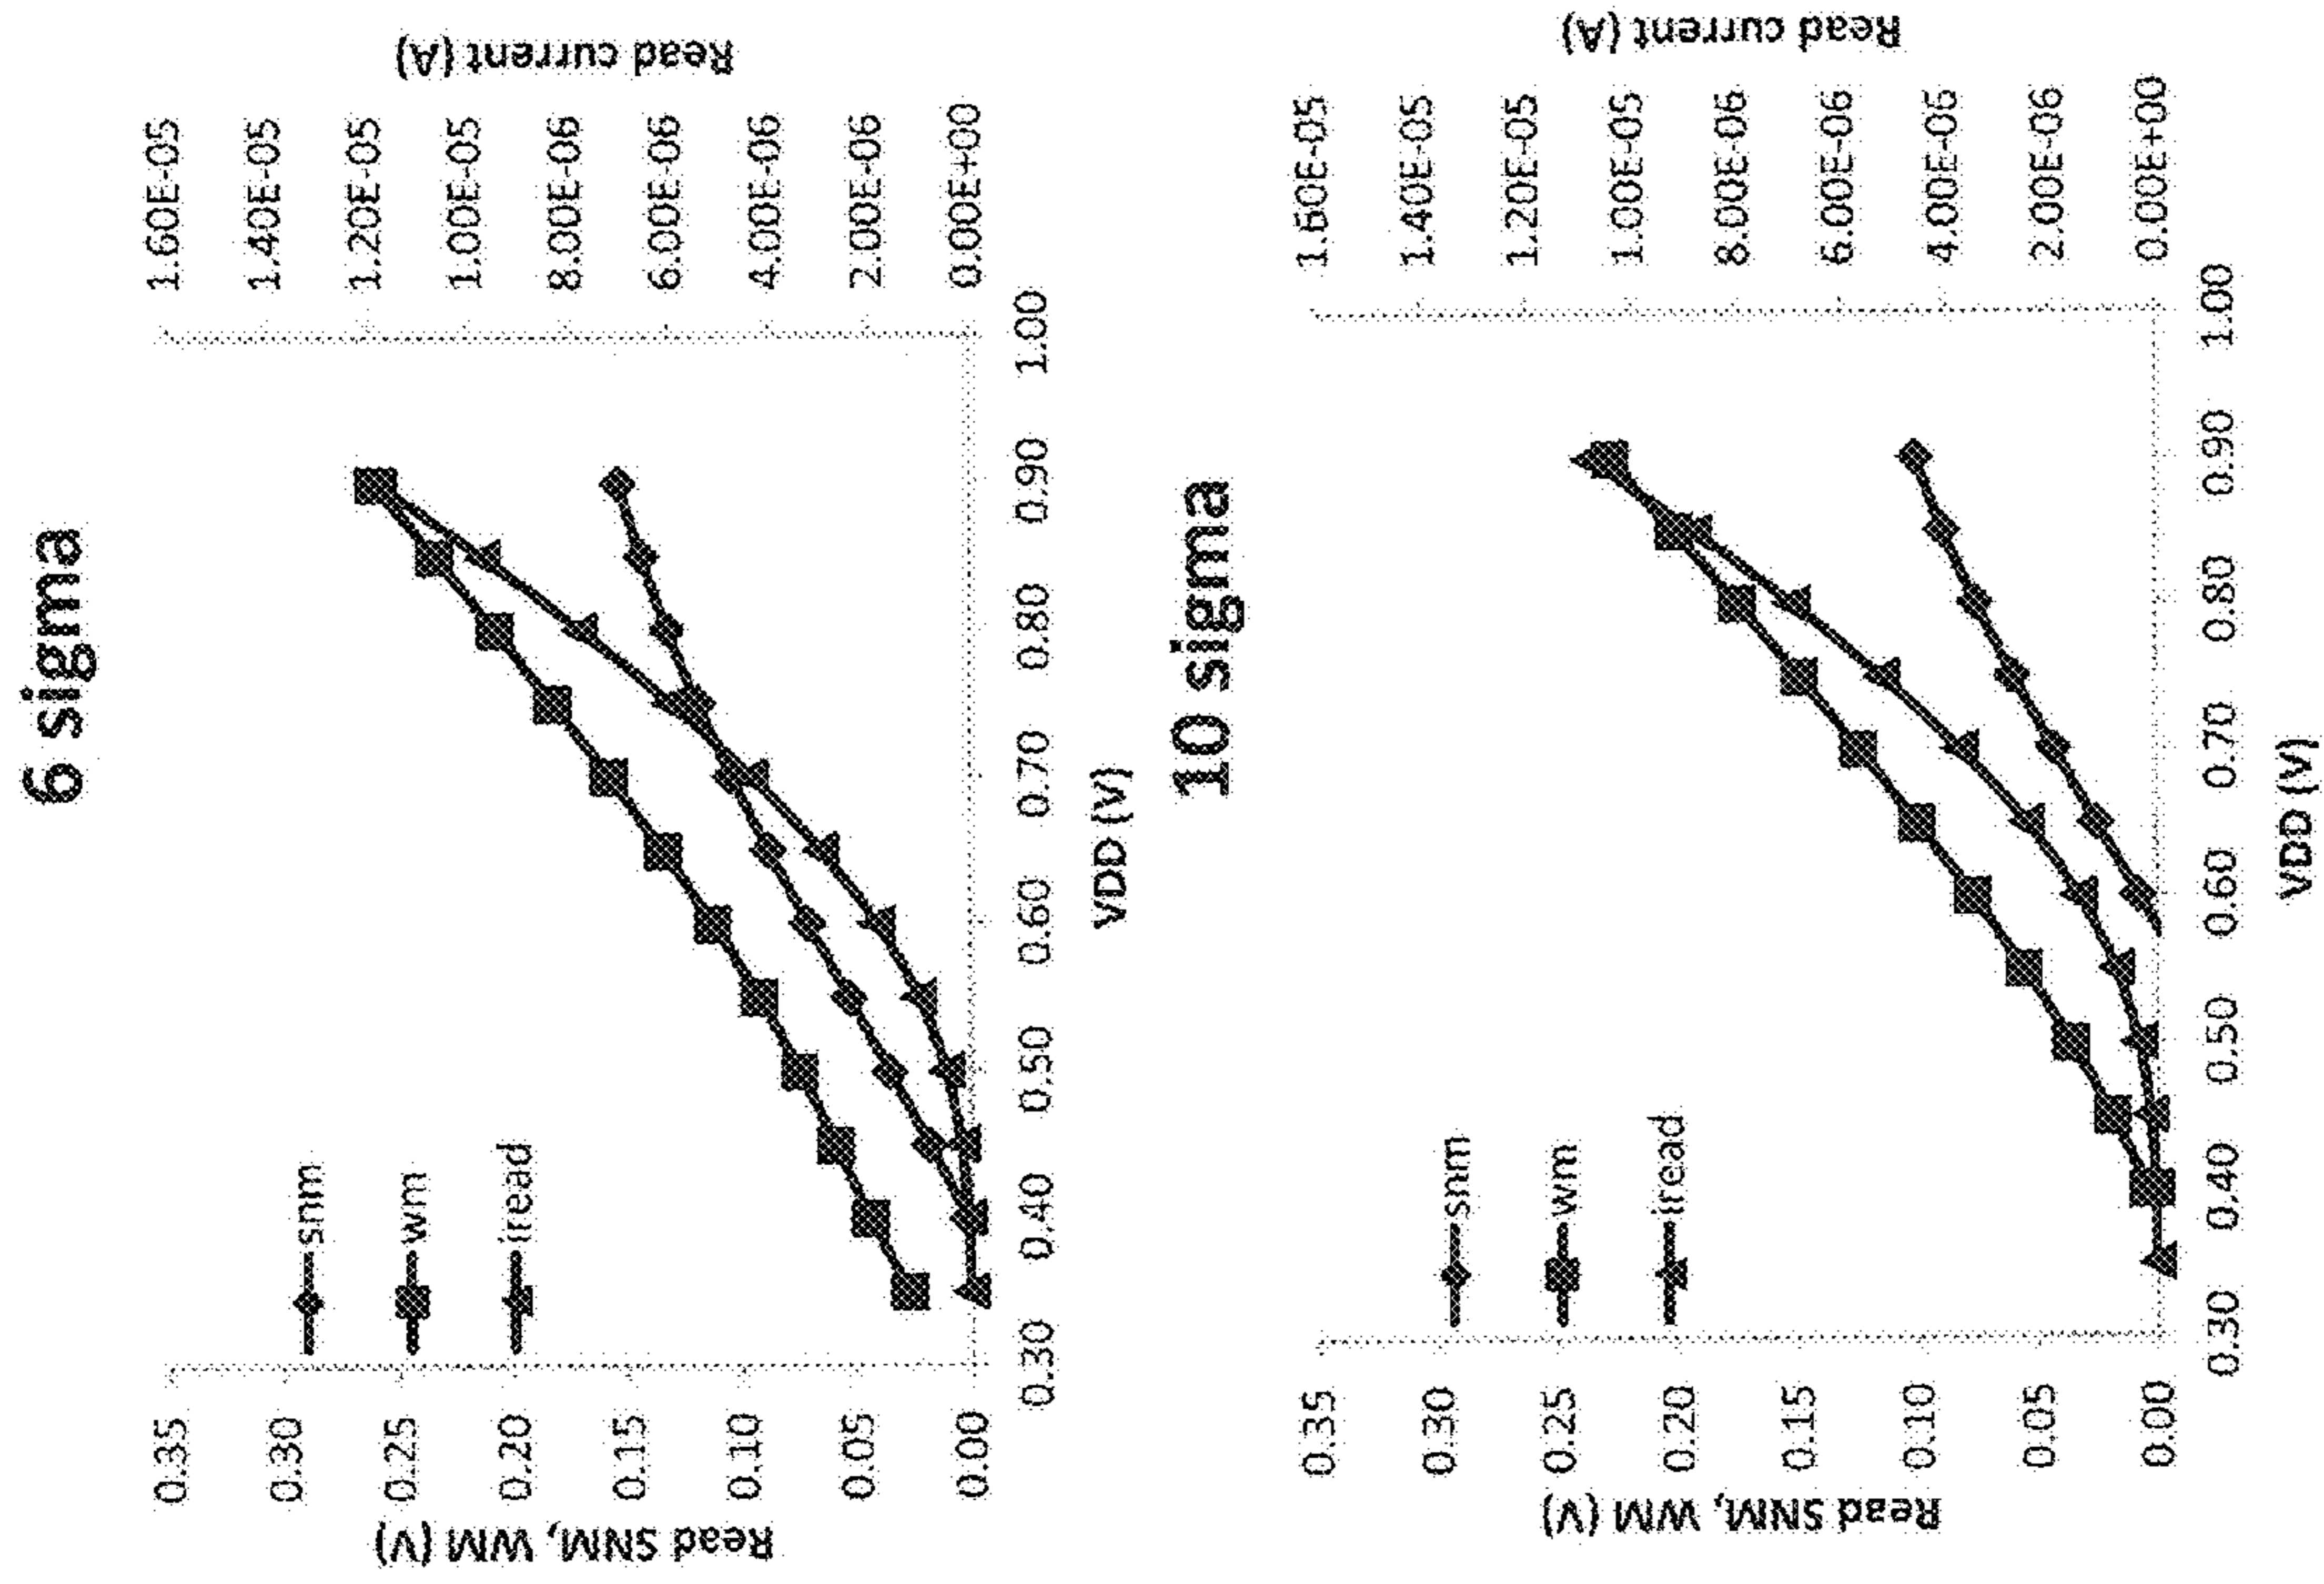 6 sigma
Read SNM, WM (V)
0.35
0.30
0.25
0.20
0.15
0.10
0.05
0.00
snm
wm
iread
0.30
0.40
0.50
0.60
0.70
0.80
0.90
1.00
VDD (V)
1.60E-05
1.40E-05
1.20E-05
1.00E-05
8.00E-06
6.00E-06
4.00E-06
2.00E-06
0.00E+00
Read current (A)
10 sigma
Read SNM, WM (V)
0.35
0.30
0.25
0.20
0.15
0.10
0.05
0.00
snm
wm
iread
0.30
0.40
0.50
0.60
0.70
0.80
0.90
1.00
VDD (V)
1.60E-05
1.40E-05
1.20E-05
1.00E-05
8.00E-06
6.00E-06
4.00E-06
2.00E-06
0.00E+00
Read current (A)